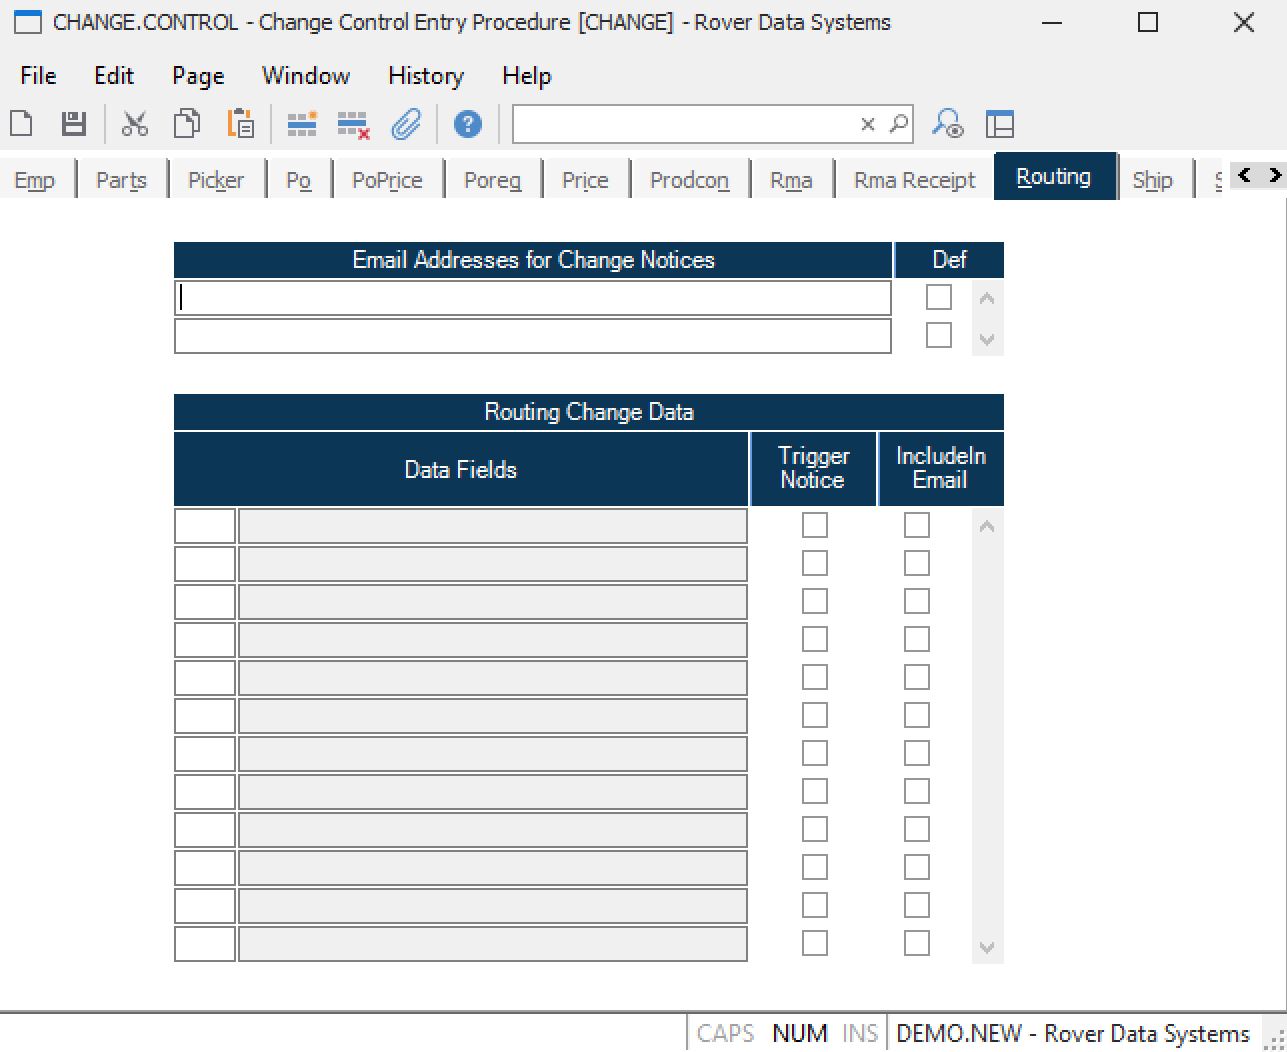 CHANGE.CONTROL - Change Control Entry Procedure [CHANGE] - Rover Data Systems
File Edit Page Window History Help
Emp Parts Picker Po PoPrice Poreg Price Prodcon Rma Rma Receipt Routing Ship
Email Addresses for Change Notices Def
Routing Change Data
Data Fields Trigger Notice IncludeIn Email
CAPS NUM INS DEMO.NEW - Rover Data Systems